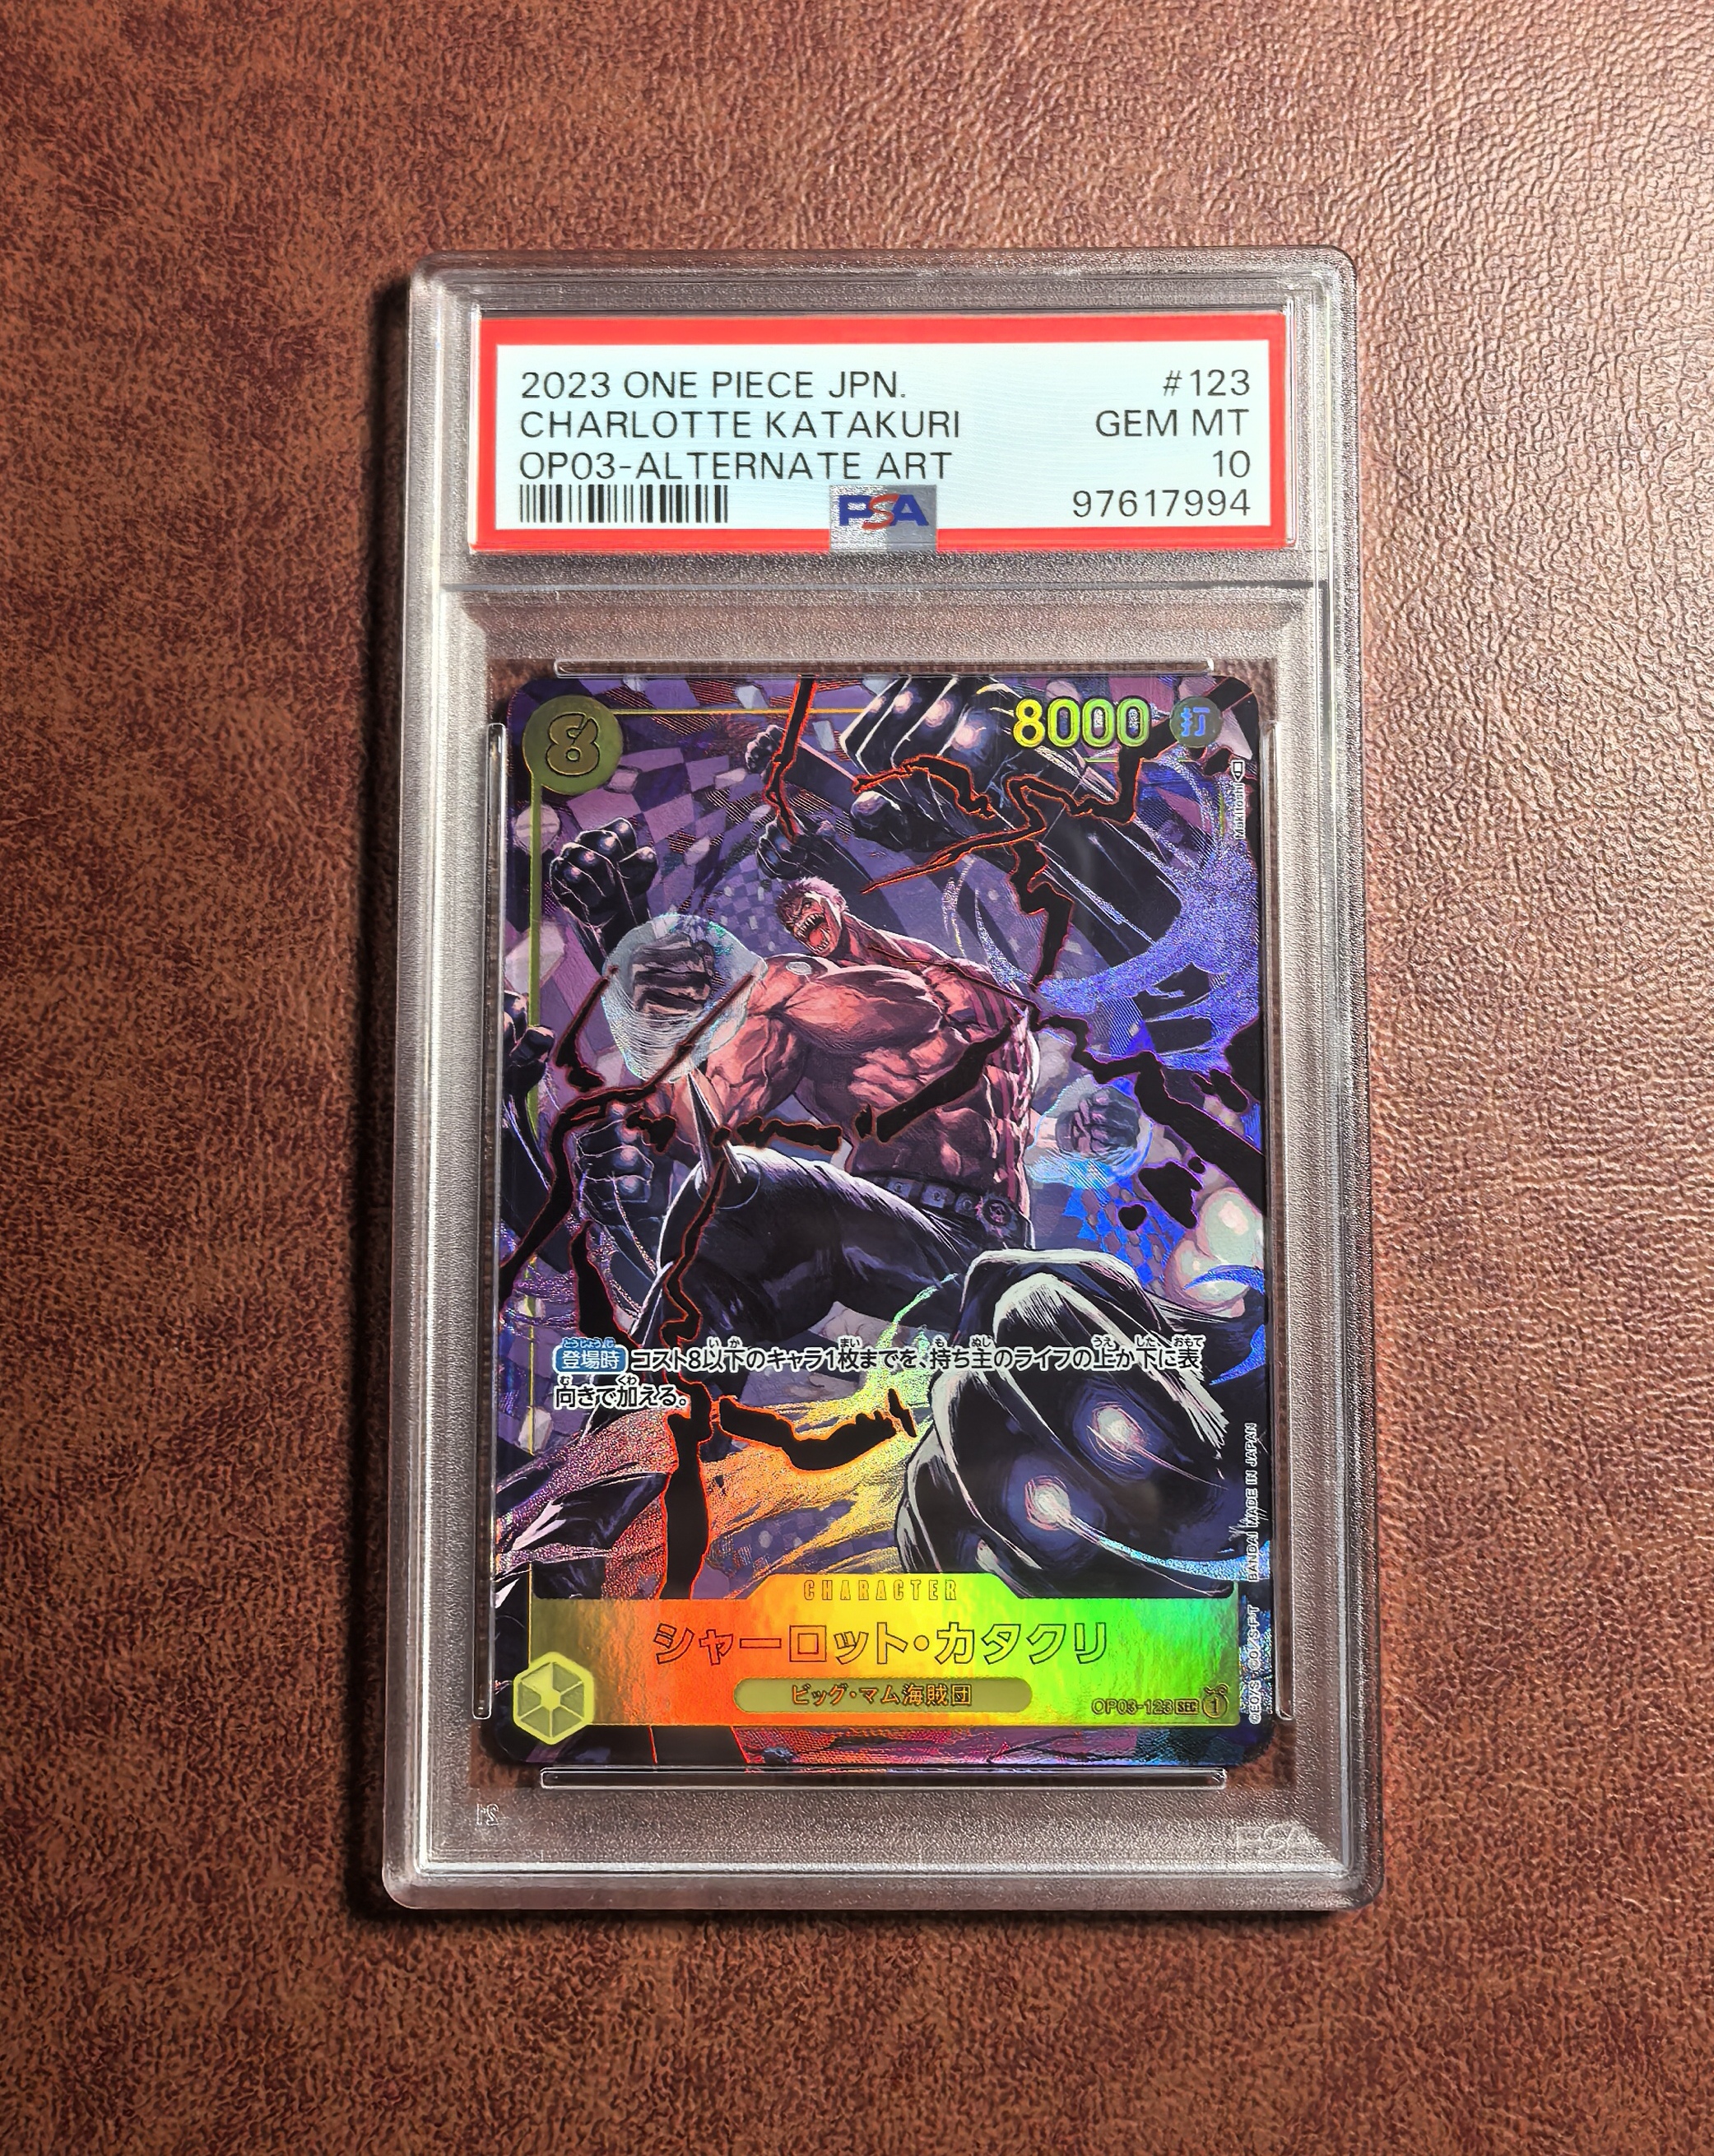 2023 ONE PIECE JPN. #123
CHARLOTTE KATAKURI GEM MT
OP03-ALTERNATE ART 10
PSA 97617994
8 8000 打
Makitoshi
登場時 コスト8以下のキャラ1枚までを、持ち主のライフの上か下に表
向きで加える。
BANDAI MADE IN JAPAN
CHARACTER
シャーロット・カタクリ
ビッグ・マム海賊団
OP03-123 SEC 1
PSA